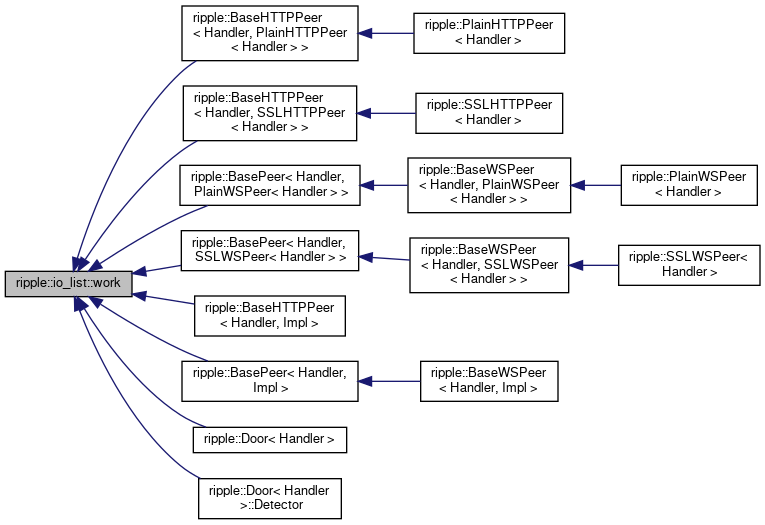 ripple::BaseHTTPPeer
< Handler, PlainHTTPPeer
< Handler > >
ripple::PlainHTTPPeer
< Handler >
ripple::BaseHTTPPeer
< Handler, SSLHTTPPeer
< Handler > >
ripple::SSLHTTPPeer
< Handler >
ripple::BasePeer< Handler,
PlainWSPeer< Handler > >
ripple::BaseWSPeer
< Handler, PlainWSPeer
< Handler > >
ripple::PlainWSPeer
< Handler >
ripple::BasePeer< Handler,
SSLWSPeer< Handler > >
ripple::BaseWSPeer
< Handler, SSLWSPeer
< Handler > >
ripple::SSLWSPeer<
Handler >
ripple::io_list::work
ripple::BaseHTTPPeer
< Handler, Impl >
ripple::BasePeer< Handler,
Impl >
ripple::BaseWSPeer
< Handler, Impl >
ripple::Door< Handler >
ripple::Door< Handler
>::Detector